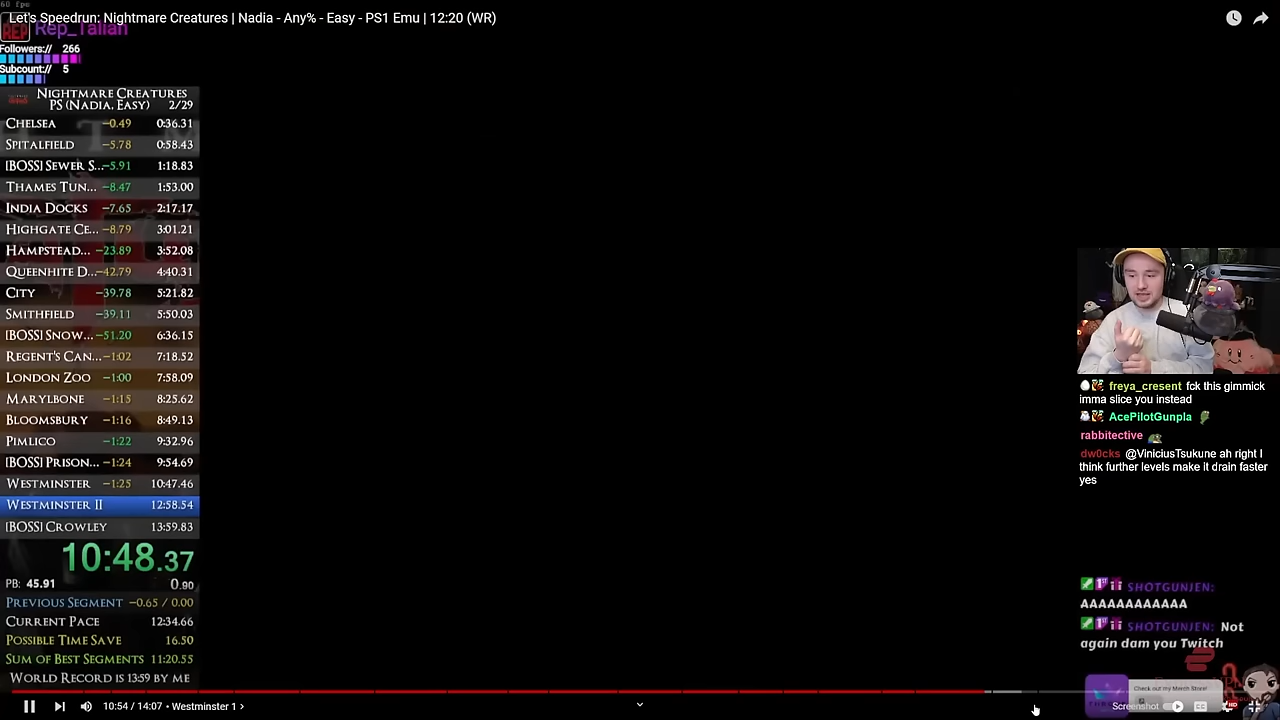 60 fps
Let's Speedrun: Nightmare Creatures | Nadia - Any% - Easy - PS1 Emu | 12:20 (WR)
REP Rep_Talian
Followers:// 266
Subcount:// 5
Nightmare Creatures
PS (Nadia, Easy) 2/29
Chelsea −0.49 0:36.31
Spitalfield −5.78 0:58.43
[BOSS] Sewer S... −5.91 1:18.83
Thames Tun... −8.47 1:53.00
India Docks −7.65 2:17.17
Highgate Ce... −8.79 3:01.21
Hampstead... −23.89 3:52.08
Queenhite D... −42.79 4:40.31
City −39.78 5:21.82
Smithfield −39.11 5:50.03
[BOSS] Snow... −51.20 6:36.15
Regent's Can... −1:02 7:18.52
London Zoo −1:00 7:58.09
Marylbone −1:15 8:25.62
Bloomsbury −1:16 8:49.13
Pimlico −1:22 9:32.96
[BOSS] Prison... −1:24 9:54.69
Westminster −1:25 10:47.46
Westminster II 12:58.54
[BOSS] Crowley 13:59.83
10:48.37
PB: 45.91 0.90
Previous Segment −0.65 / 0.00
Current Pace 12:34.66
Possible Time Save 16.50
Sum of Best Segments 11:20.55
World Record is 13:59 by me
freya_cresent fck this gimmick
imma slice you instead
AcePilotGunpla
rabbitective
dw0cks @ViniciusTsukune ah right I
think further levels make it drain faster
yes
SHOTGUNJEN:
AAAAAAAAAAAA
SHOTGUNJEN: Not
again dam you Twitch
Check out my Merch Store!
10:54 / 14:07 • Westminster 1 ›
Screenshot
HD